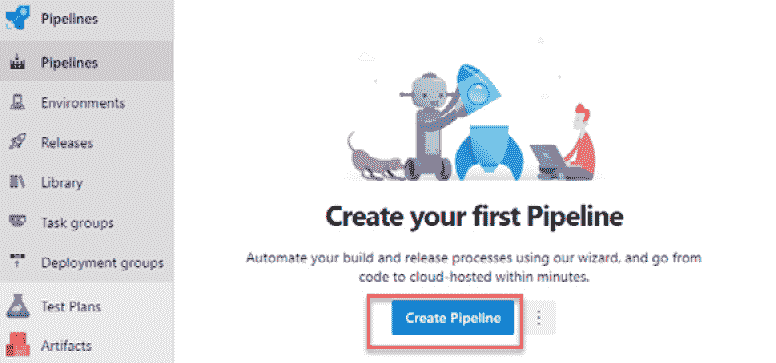 Pipelines
Pipelines
Environments
Releases
Library
Task groups
Deployment groups
Test Plans
Artifacts
Create your first Pipeline
Automate your build and release processes using our wizard, and go from
code to cloud-hosted within minutes.
Create Pipeline